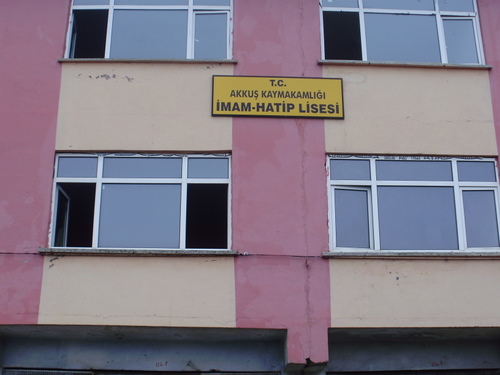 T.C.
AKKUŞ KAYMAKAMLIĞI
İMAM-HATİP LİSESİ